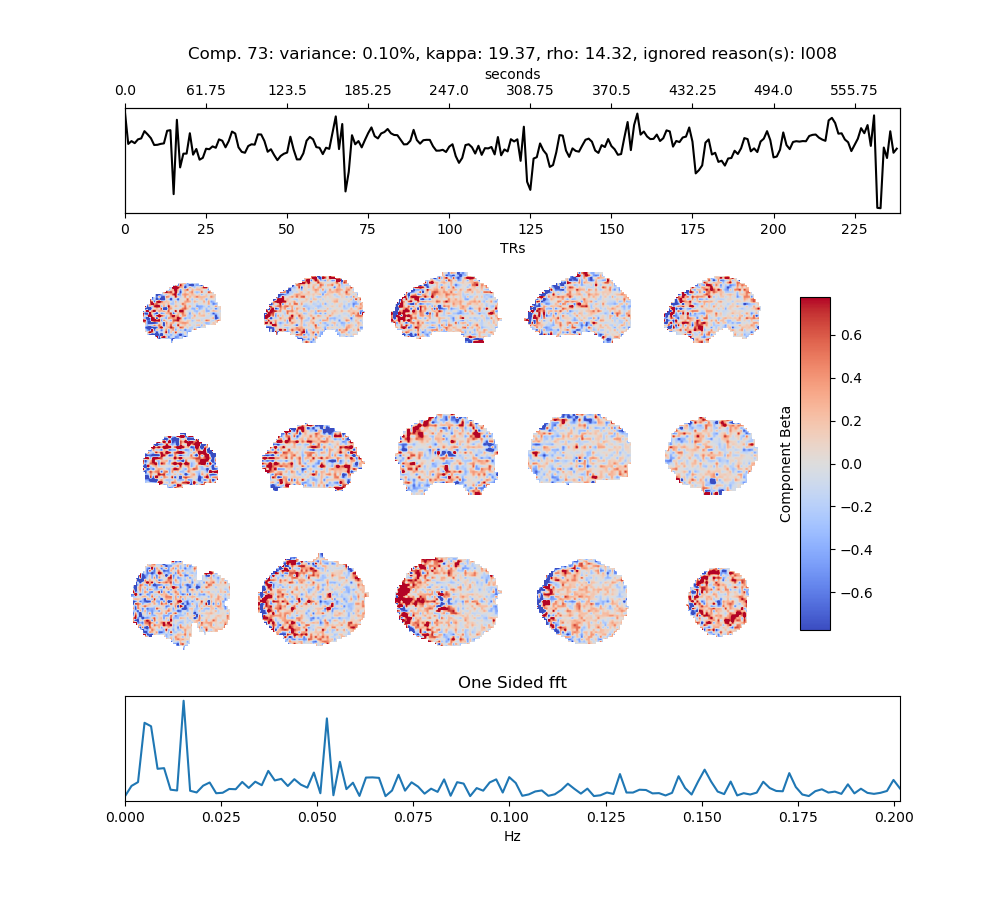 Comp. 73: variance: 0.10%, kappa: 19.37, rho: 14.32, ignored reason(s): I008
seconds
0.0 61.75 123.5 185.25 247.0 308.75 370.5 432.25 494.0 555.75
0 25 50 75 100 125 150 175 200 225
TRs
0.6
0.4
0.2
0.0
−0.2
−0.4
−0.6
Component Beta
One Sided fft
0.000 0.025 0.050 0.075 0.100 0.125 0.150 0.175 0.200
Hz